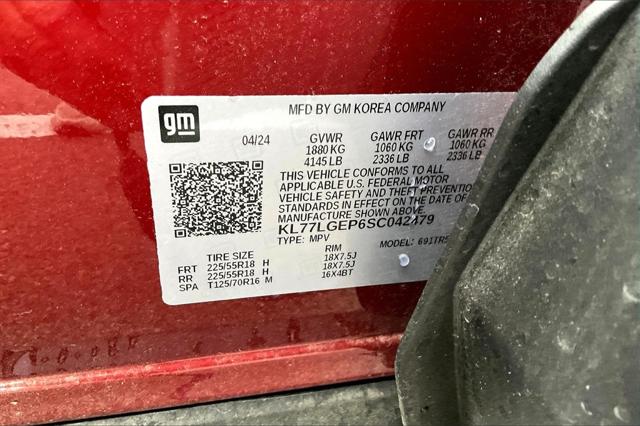 MFD BY GM KOREA COMPANY
gm
04/24 GVWR GAWR FRT GAWR RR
1880 KG 1060 KG 1060 KG
4145 LB 2336 LB 2336 LB
THIS VEHICLE CONFORMS TO ALL
APPLICABLE U.S. FEDERAL MOTOR
VEHICLE SAFETY AND THEFT PREVENTION
STANDARDS IN EFFECT ON THE DATE OF
MANUFACTURE SHOWN ABOVE.
KL77LGEP6SC042479
TYPE: MPV MODEL:
TIRE SIZE RIM
FRT 225/55R18 H 18X7.5J
RR 225/55R18 H 18X7.5J
SPA T125/70R16 M 16X4BT